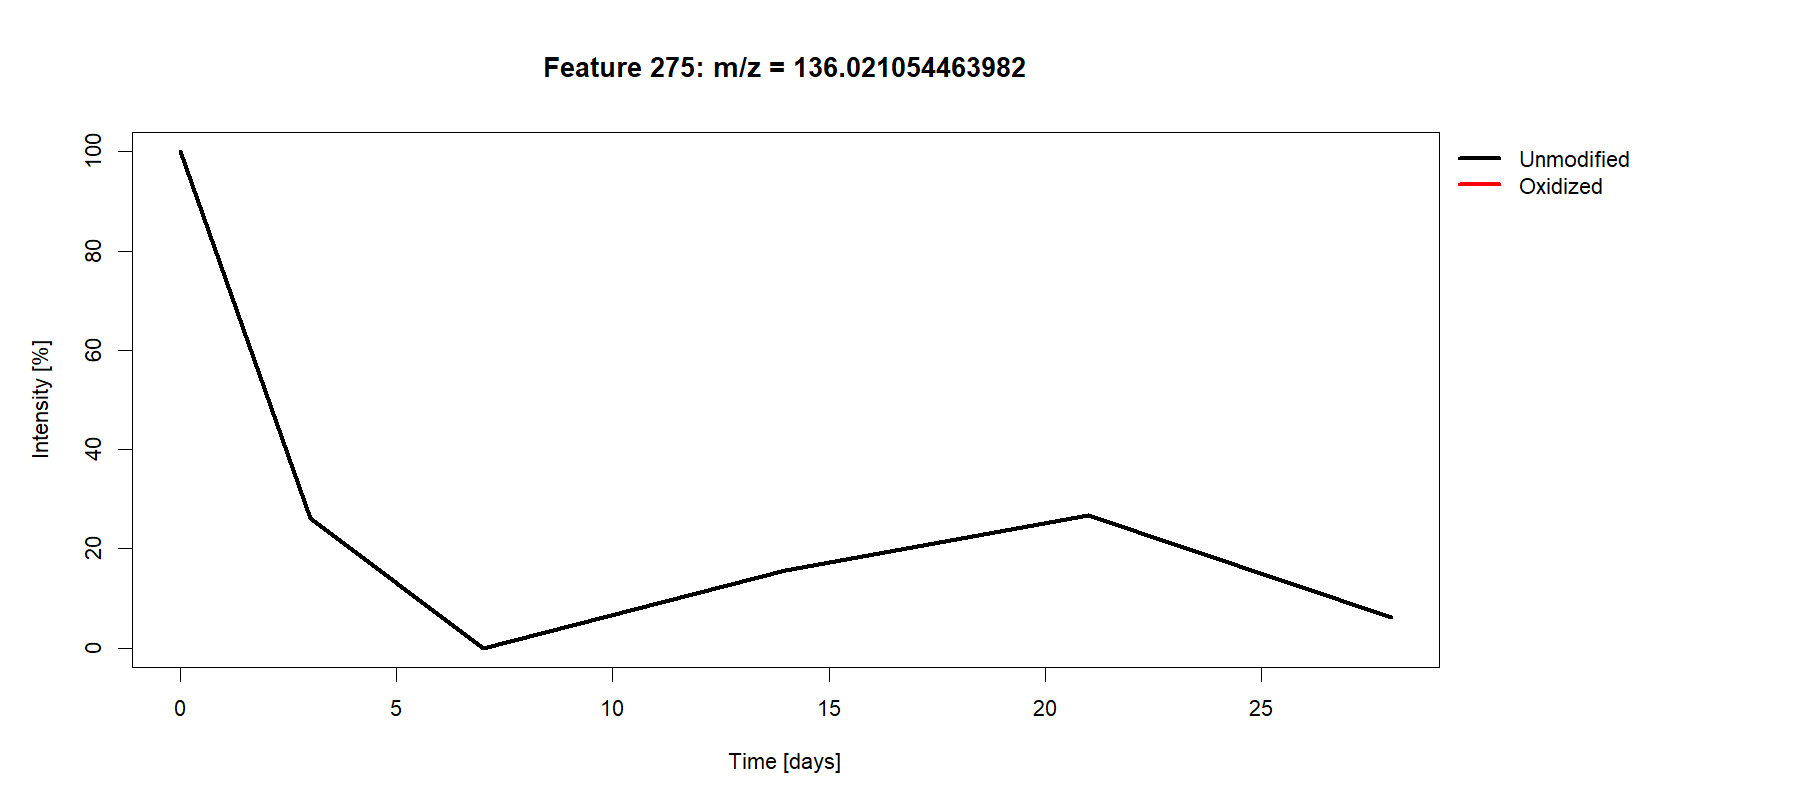 Feature 275: m/z = 136.021054463982
Unmodified
Oxidized
Intensity [%]
100
80
60
40
20
0
0 5 10 15 20 25
Time [days]